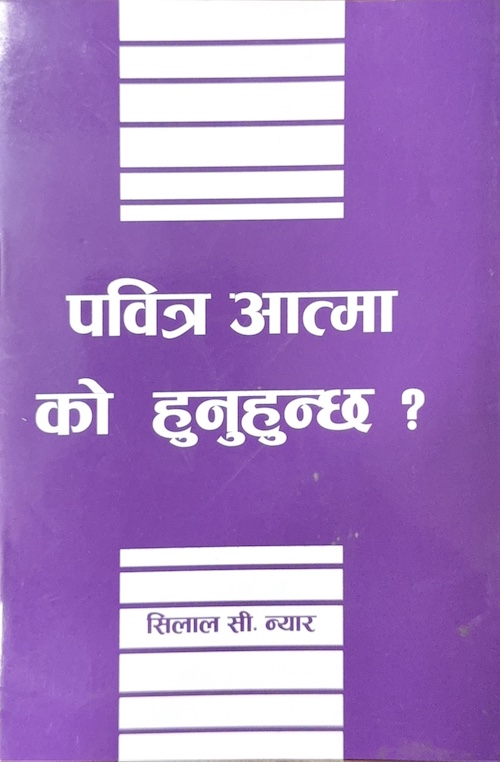 पवित्र आत्मा
को हुनुहुन्छ ?
सिलाल सी. न्यार